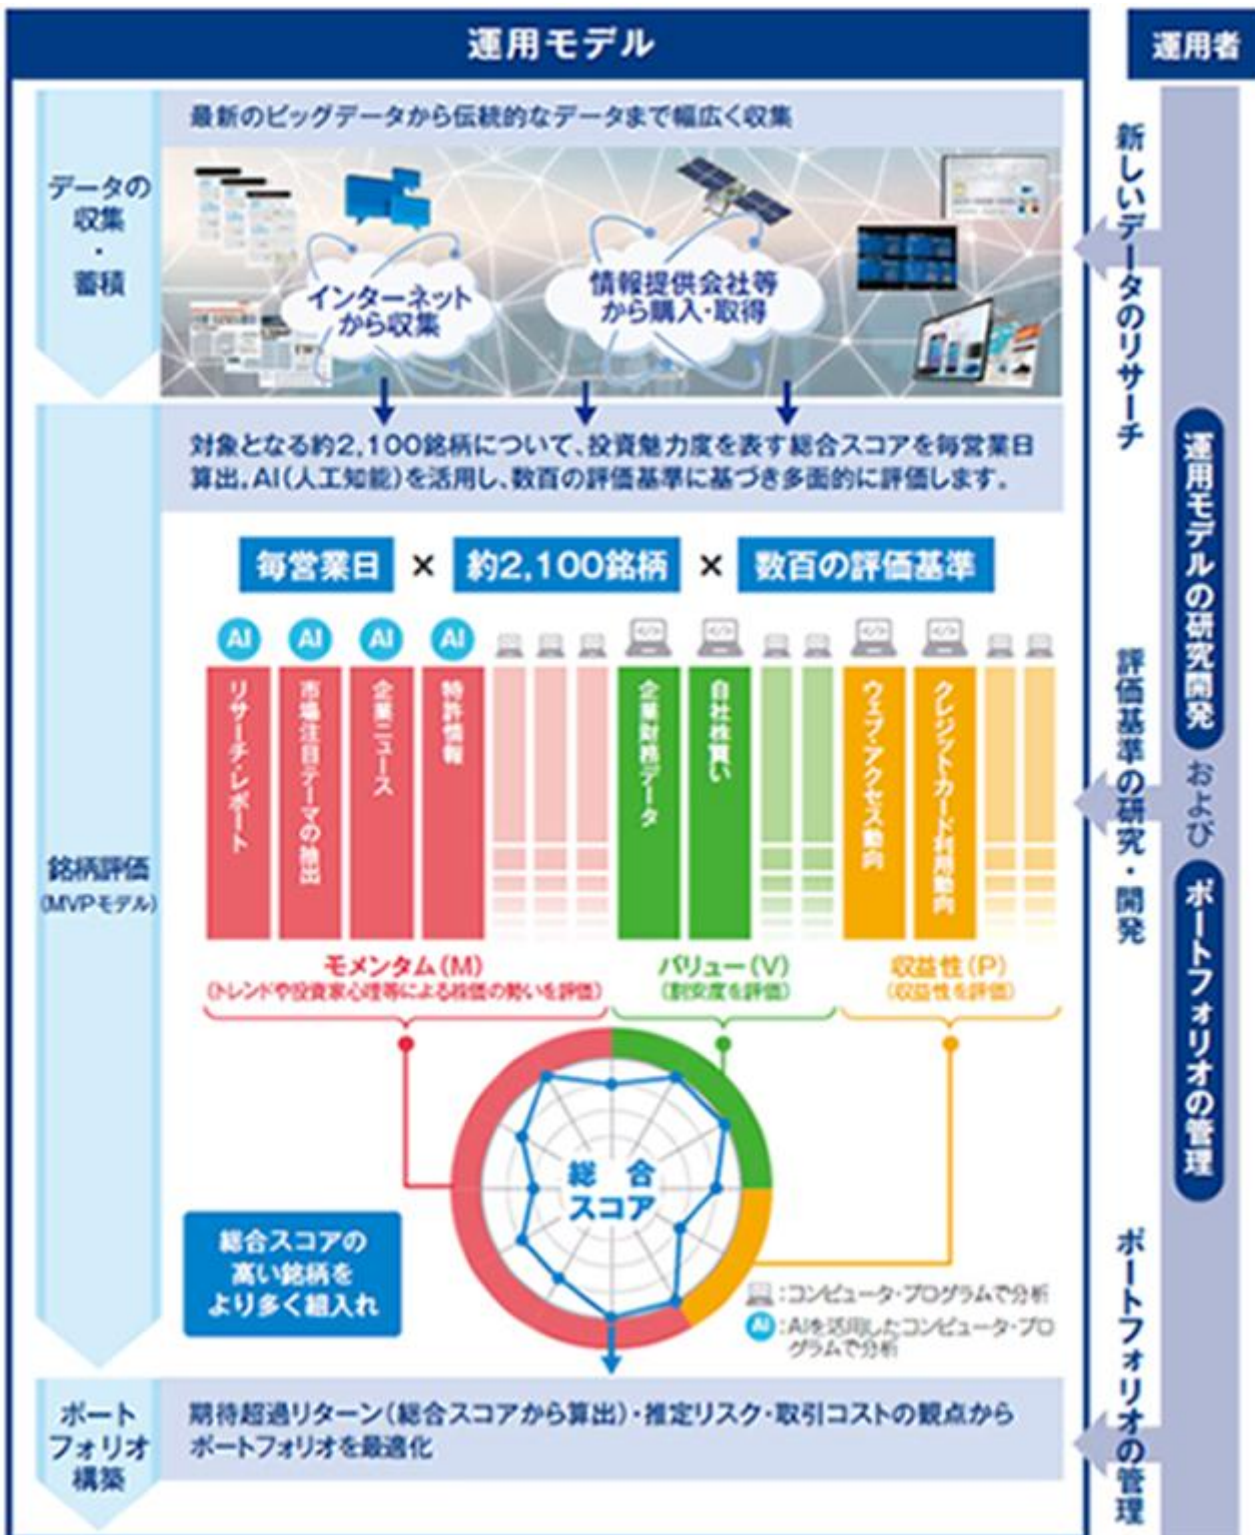 運用モデル
運用者
データの
収集
・
蓄積
最新のビッグデータから伝統的なデータまで幅広く収集
インターネット
から収集
情報提供会社等
から購入・取得
新しいデータのリサーチ
対象となる約2,100銘柄について、投資魅力度を表す総合スコアを毎営業日
算出。AI(人工知能)を活用し、数百の評価基準に基づき多面的に評価します。
毎営業日 × 約2,100銘柄 × 数百の評価基準
AI AI AI AI
リサーチ・レポート
市場注目テーマの抽出
企業ニュース
特許情報
企業財務データ
自社株買い
ウェブ・アクセス動向
クレジットカード利用動向
銘柄評価
(MVPモデル)
モメンタム(M)
(トレンドや投資家心理等による株価の勢いを評価)
バリュー(V)
(割安度を評価)
収益性(P)
(収益性を評価)
評価基準の研究・開発
運用モデルの研究開発
および
ポートフォリオの管理
総合
スコア
総合スコアの
高い銘柄を
より多く組入れ
:コンピュータ・プログラムで分析
AI:AIを活用したコンピュータ・プロ
グラムで分析
ポート
フォリオ
構築
期待超過リターン(総合スコアから算出)・推定リスク・取引コストの観点から
ポートフォリオを最適化
ポートフォリオの管理